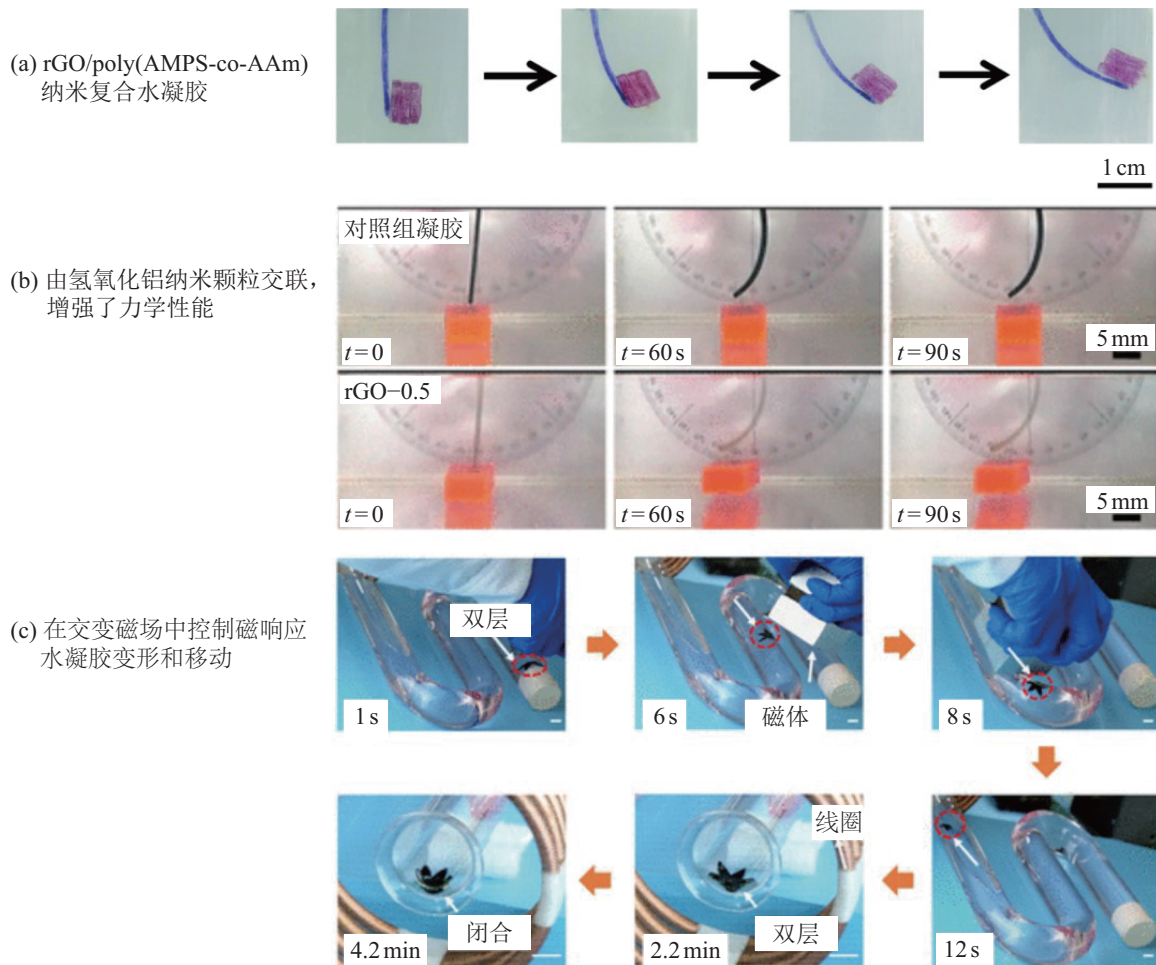 (a) rGO/poly(AMPS-co-AAm)
纳米复合水凝胶
1 cm
(b) 由氢氧化铝纳米颗粒交联，
增强了力学性能
对照组凝胶
t=0
t=60 s
t=90 s
5 mm
rGO−0.5
t=0
t=60 s
t=90 s
5 mm
(c) 在交变磁场中控制磁响应
水凝胶变形和移动
双层
1 s
6 s
磁体
8 s
4.2 min
闭合
2.2 min
双层
线圈
12 s